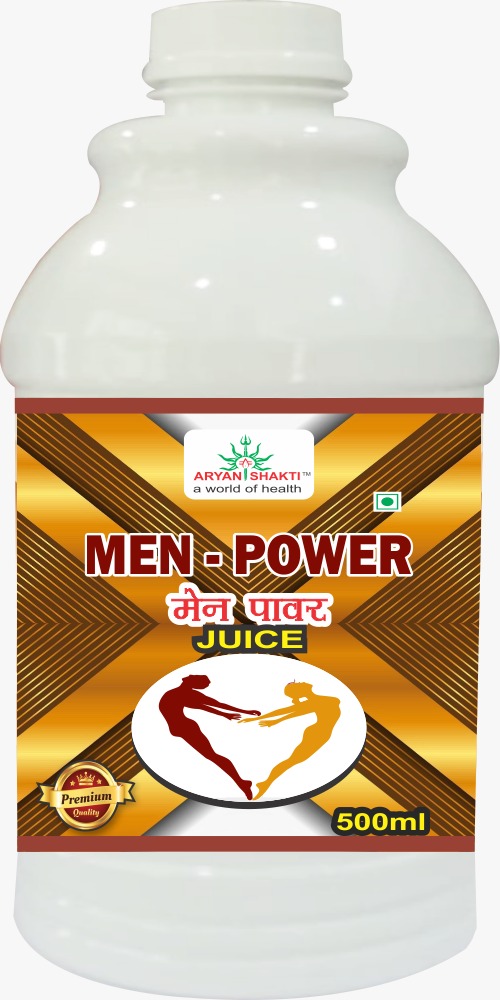 ARYAN SHAKTI™
a world of health
MEN - POWER
मेन पावर
JUICE
Premium
Quality
500ml